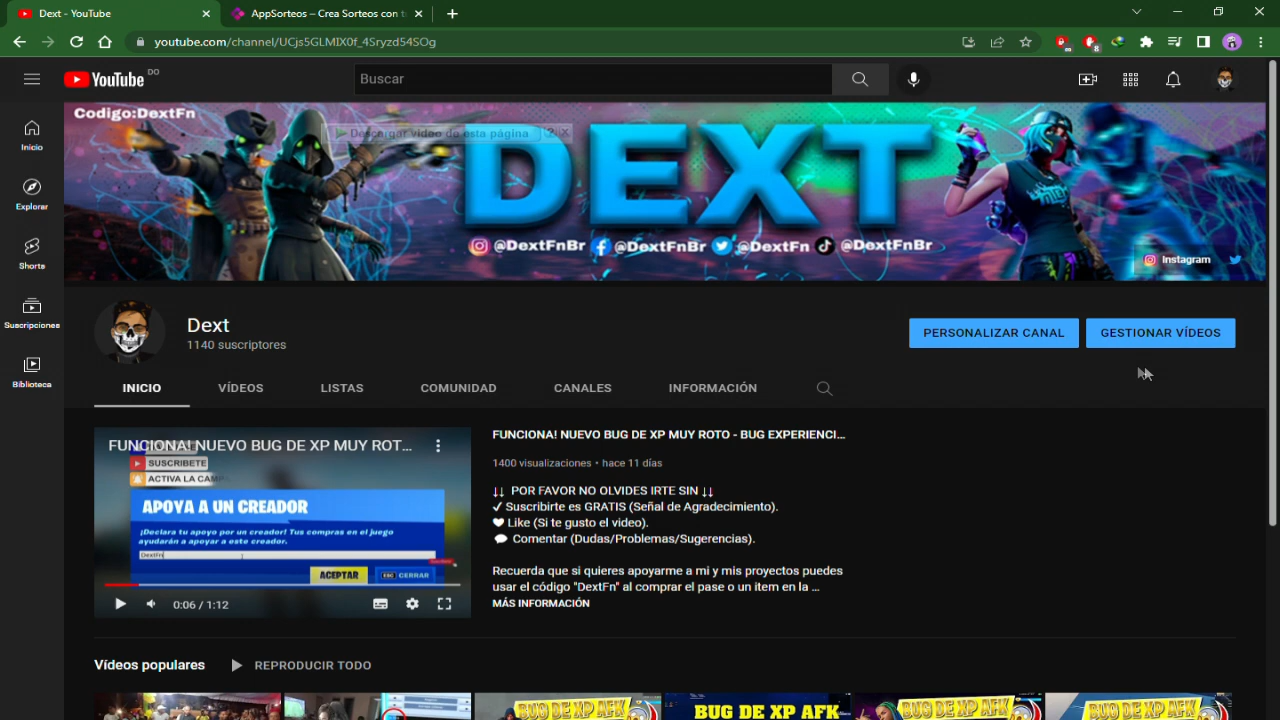 Dext - YouTube
AppSorteos – Crea Sorteos con t
youtube.com/channel/UCjs5GLMIX0f_4Sryzd54SOg
YouTube DO
Buscar
Codigo:DextFn
Descargar video de esta página ? X
DEXT
@DextFnBr @DextFnBr @DextFn @DextFnBr
Instagram
Inicio
Explorar
Shorts
Suscripciones
Biblioteca
Dext
1140 suscriptores
PERSONALIZAR CANAL
GESTIONAR VÍDEOS
INICIO VÍDEOS LISTAS COMUNIDAD CANALES INFORMACIÓN
FUNCIONA! NUEVO BUG DE XP MUY ROT...
SUSCRIBETE
ACTIVA LA CAMP
APOYA A UN CREADOR
¡Declara tu apoyo por un creador! Tus compras en el juego
ayudarán a apoyar a este creador.
DextFn
ACEPTAR
ESC CERRAR
0:06 / 1:12
FUNCIONA! NUEVO BUG DE XP MUY ROTO - BUG EXPERIENCI...
1400 visualizaciones • hace 11 días
↓↓ POR FAVOR NO OLVIDES IRTE SIN ↓↓
✓ Suscribirte es GRATIS (Señal de Agradecimiento).
❤ Like (Si te gusto el video).
💬 Comentar (Dudas/Problemas/Sugerencias).
Recuerda que si quieres apoyarme a mi y mis proyectos puedes
usar el código "DextFn" al comprar el pase o un item en la ...
MÁS INFORMACIÓN
Vídeos populares
REPRODUCIR TODO
BUG DE XP AFK
BUG DE XP AFK
BUG DE XP AFK
BUG DE XP AFK